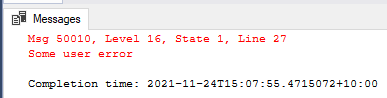 Messages
Msg 50010, Level 16, State 1, Line 27
Some user error
Completion time: 2021-11-24T15:07:55.4715072+10:00